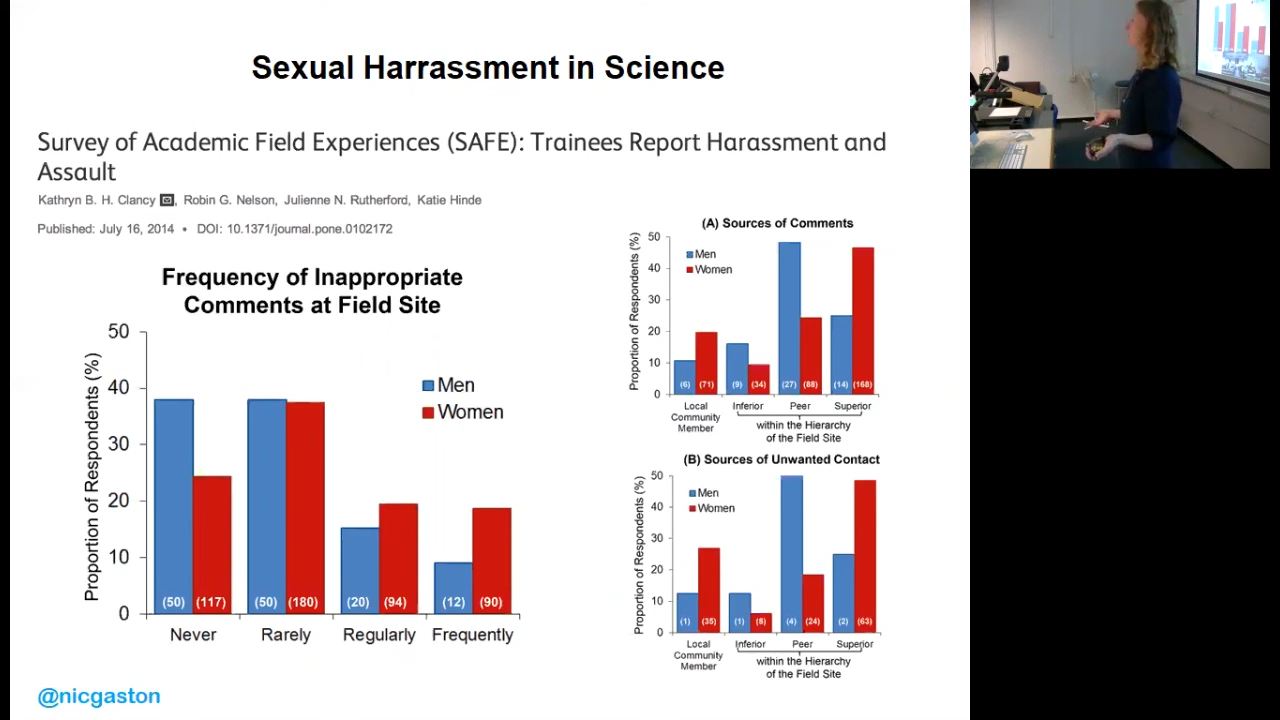 Sexual Harrassment in Science
Survey of Academic Field Experiences (SAFE): Trainees Report Harassment and
Assault
Kathryn B. H. Clancy , Robin G. Nelson, Julienne N. Rutherford, Katie Hinde
Published: July 16, 2014 • DOI: 10.1371/journal.pone.0102172
Frequency of Inappropriate
Comments at Field Site
Proportion of Respondents (%)
50
40
30
20
10
0
Men
Women
(50) (117) (50) (180) (20) (94) (12) (90)
Never Rarely Regularly Frequently
(A) Sources of Comments
Proportion of Respondents (%)
50
40
30
20
10
0
Men
Women
(6) (71) (9) (34) (27) (88) (14) (168)
Local Inferior Peer Superior
Community
Member
within the Hierarchy
of the Field Site
(B) Sources of Unwanted Contact
Proportion of Respondents (%)
50
40
30
20
10
0
Men
Women
(1) (35) (1) (8) (4) (24) (2) (63)
Local Inferior Peer Superior
Community
Member
within the Hierarchy
of the Field Site
@nicgaston